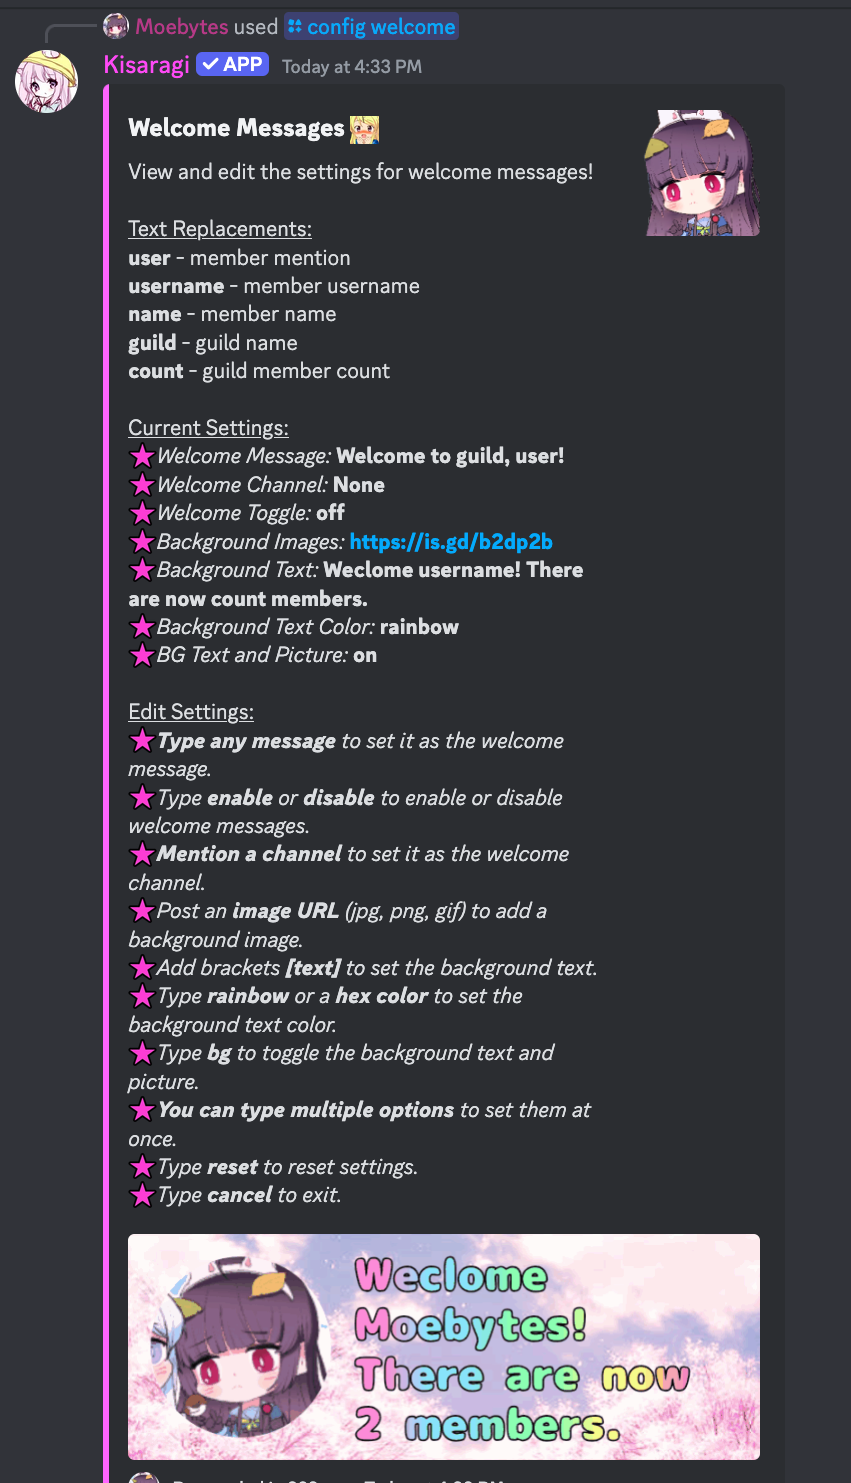 Moebytes used config welcome
Kisaragi APP Today at 4:33 PM
Welcome Messages
View and edit the settings for welcome messages!
Text Replacements:
user - member mention
username - member username
name - member name
guild - guild name
count - guild member count
Current Settings:
Welcome Message: Welcome to guild, user!
Welcome Channel: None
Welcome Toggle: off
Background Images: https://is.gd/b2dp2b
Background Text: Weclome username! There
are now count members.
Background Text Color: rainbow
BG Text and Picture: on
Edit Settings:
Type any message to set it as the welcome
message.
Type enable or disable to enable or disable
welcome messages.
Mention a channel to set it as the welcome
channel.
Post an image URL (jpg, png, gif) to add a
background image.
Add brackets [text] to set the background text.
Type rainbow or a hex color to set the
background text color.
Type bg to toggle the background text and
picture.
You can type multiple options to set them at
once.
Type reset to reset settings.
Type cancel to exit.
Weclome
Moebytes!
There are now
2 members.